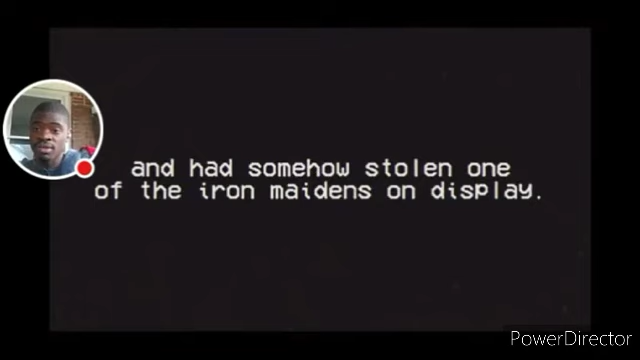 and had somehow stolen one
of the iron maidens on display.
PowerDirector